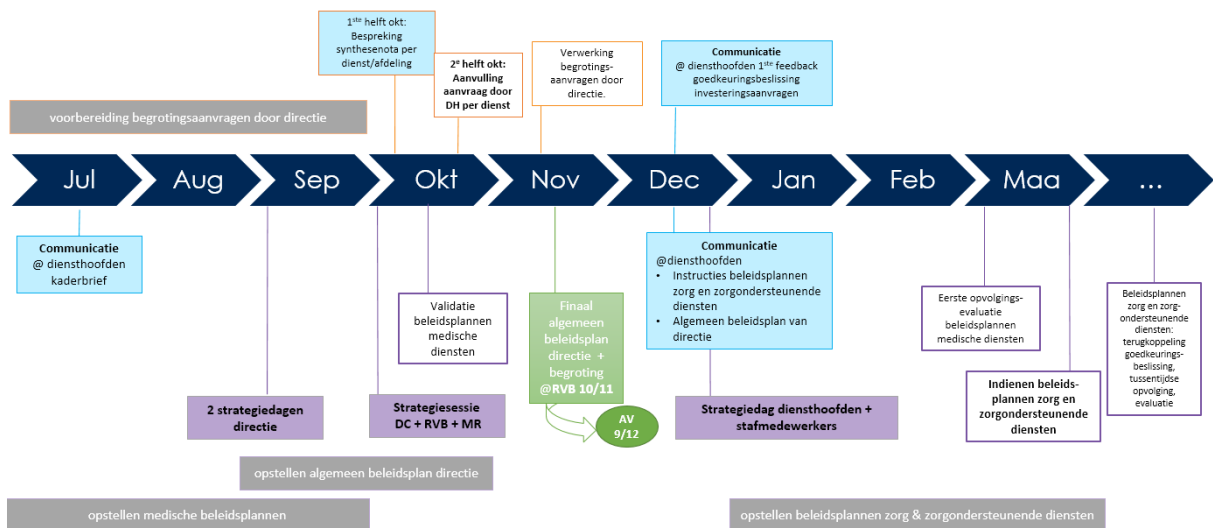 1ste helft okt:
Bespreking
synthesenota per
dienst/afdeling
2e helft okt:
Aanvulling
aanvraag door
DH per dienst
Verwerking
begrotings-
aanvragen door
directie.
Communicatie
@ diensthoofden 1ste feedback
goedkeuringsbeslissing
investeringsaanvragen
voorbereiding begrotingsaanvragen door directie
Jul
Aug
Sep
Okt
Nov
Dec
Jan
Feb
Maa
...
Communicatie
@ diensthoofden
kaderbrief
Validatie
beleidsplannen
medische
diensten
Finaal
algemeen
beleidsplan
directie +
begroting
@RVB 10/11
AV
9/12
Communicatie
@diensthoofden
• Instructies beleidsplannen
zorg en zorgondersteunende
diensten
• Algemeen beleidsplan van
directie
Eerste opvolgings-
evaluatie
beleidsplannen
medische diensten
Beleidsplannen
zorg en zorg-
ondersteunende
diensten:
terugkoppeling
goedkeurings-
beslissing,
tussentijdse
opvolging,
evaluatie
2 strategiedagen
directie
Strategiesessie
DC + RVB + MR
Strategiedag diensthoofden +
stafmedewerkers
Indienen beleids-
plannen zorg en
zorgondersteunende
diensten
opstellen algemeen beleidsplan directie
opstellen medische beleidsplannen
opstellen beleidsplannen zorg & zorgondersteunende diensten